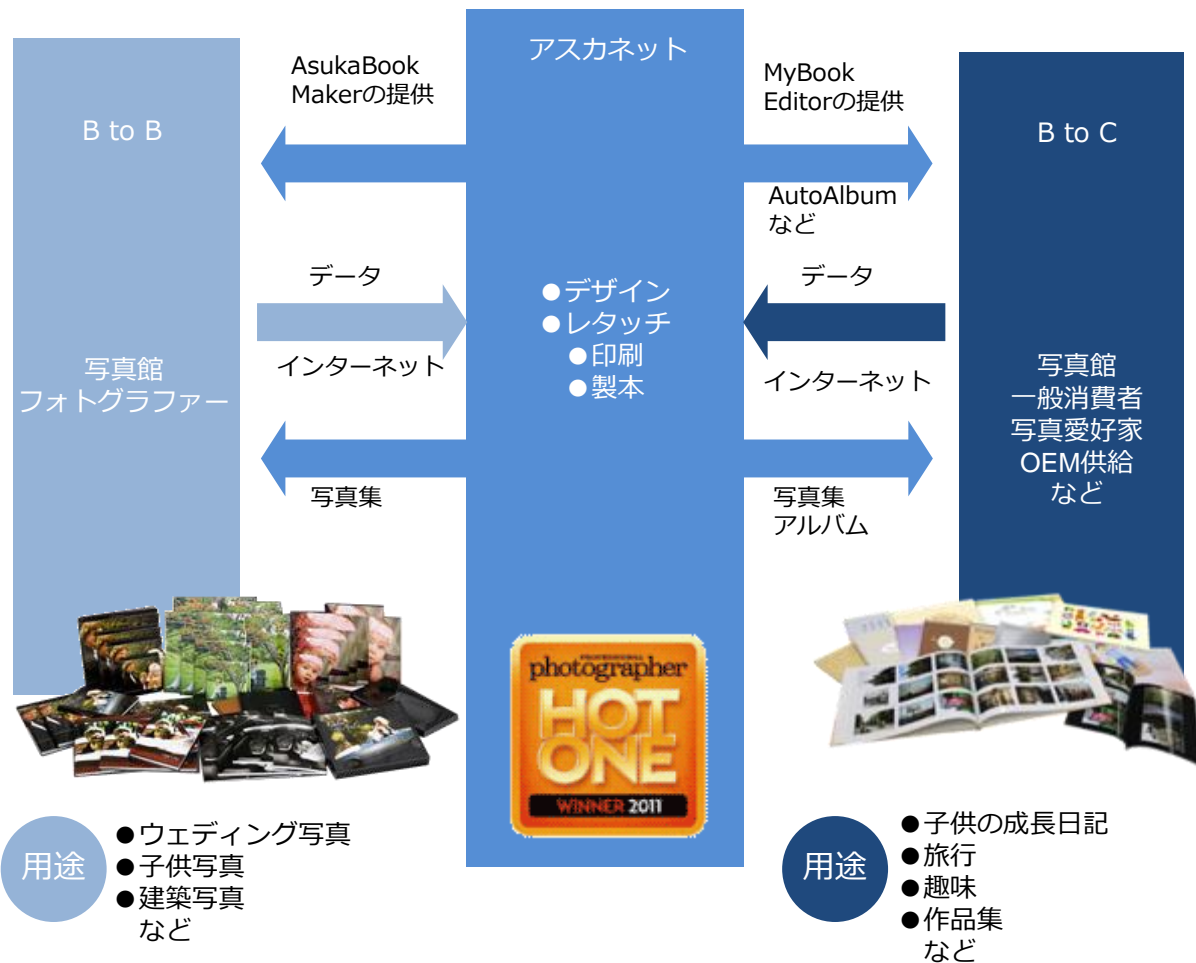 アスカネット
B to B
写真館
フォトグラファー
AsukaBook
Makerの提供
データ
インターネット
写真集
●デザイン
●レタッチ
●印刷
●製本
PROFESSIONAL
photographer
HOT
ONE
WINNER 2011
MyBook
Editorの提供
AutoAlbum
など
データ
インターネット
写真集
アルバム
B to C
写真館
一般消費者
写真愛好家
OEM供給
など
用途
●ウェディング写真
●子供写真
●建築写真
など
用途
●子供の成長日記
●旅行
●趣味
●作品集
など